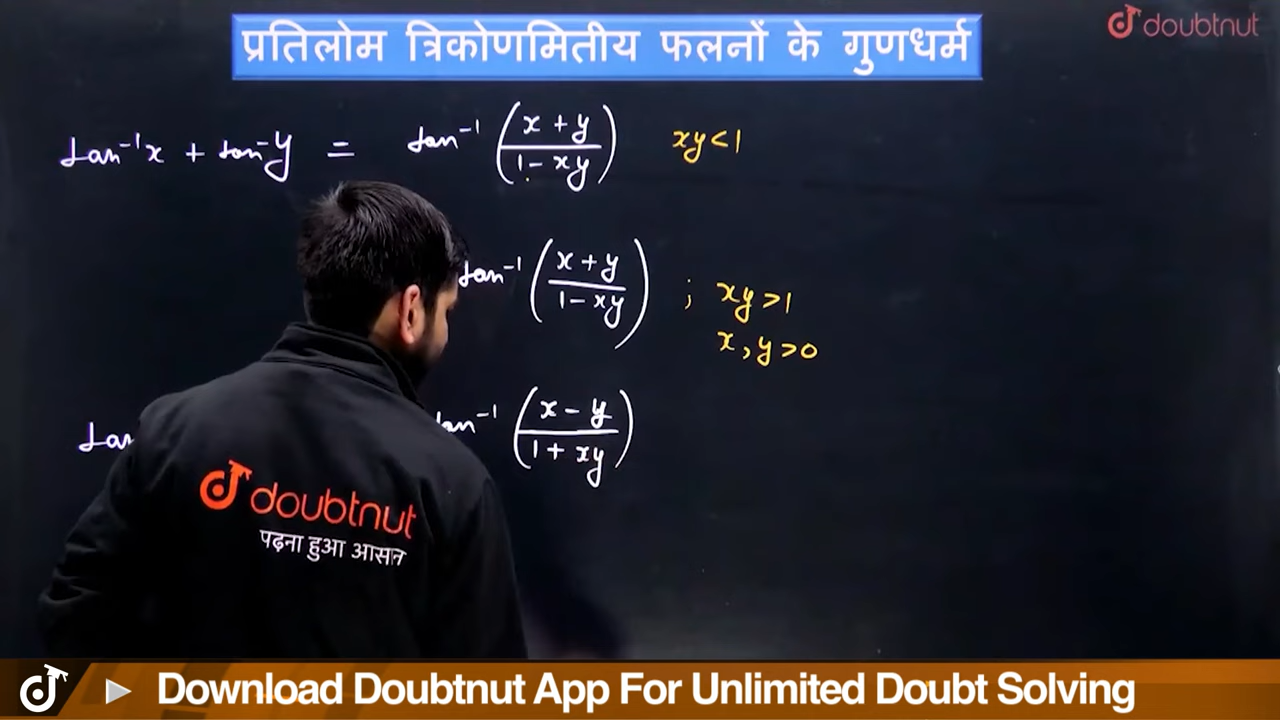 doubtnut
प्रतिलोम त्रिकोणमितीय फलनों के गुणधर्म
tan⁻¹x + tan⁻y = tan⁻¹ (x + y / 1 - xy) xy < 1
tan⁻¹ (x + y / 1 - xy) ; xy > 1
x, y > 0
tan⁻¹ (x - y / 1 + xy)
doubtnut
पढ़ना हुआ आसान
Download Doubtnut App For Unlimited Doubt Solving